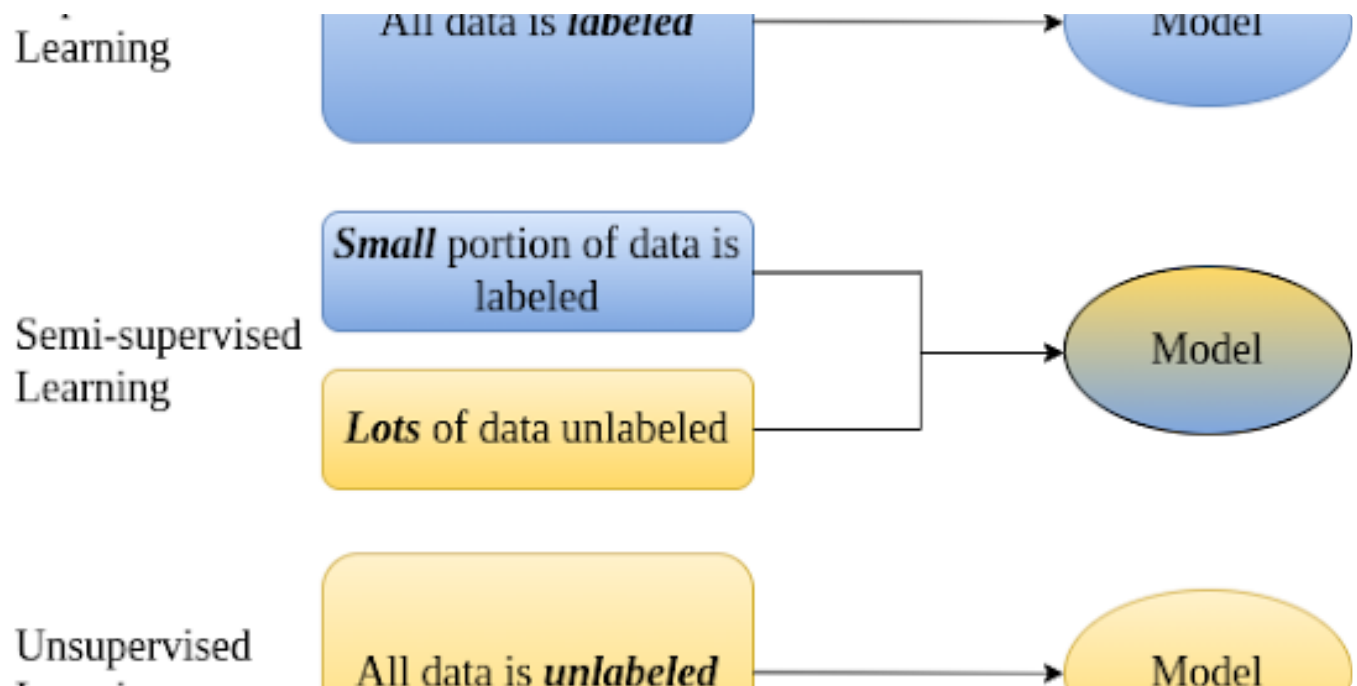 Learning
All data is labeled
Model
Small portion of data is
labeled
Semi-supervised
Learning
Lots of data unlabeled
Model
Unsupervised
All data is unlabeled
Model